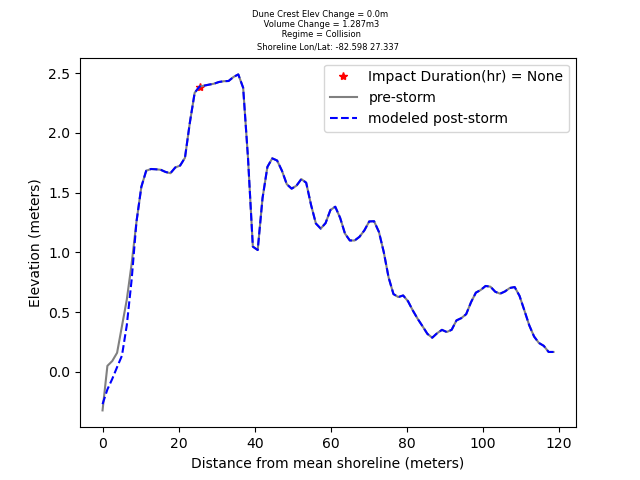 Dune Crest Elev Change = 0.0m
Volume Change = 1.287m3
Regime = Collision
Shoreline Lon/Lat: -82.598 27.337
Impact Duration(hr) = None
pre-storm
modeled post-storm
Elevation (meters)
2.5
2.0
1.5
1.0
0.5
0.0
0 20 40 60 80 100 120
Distance from mean shoreline (meters)